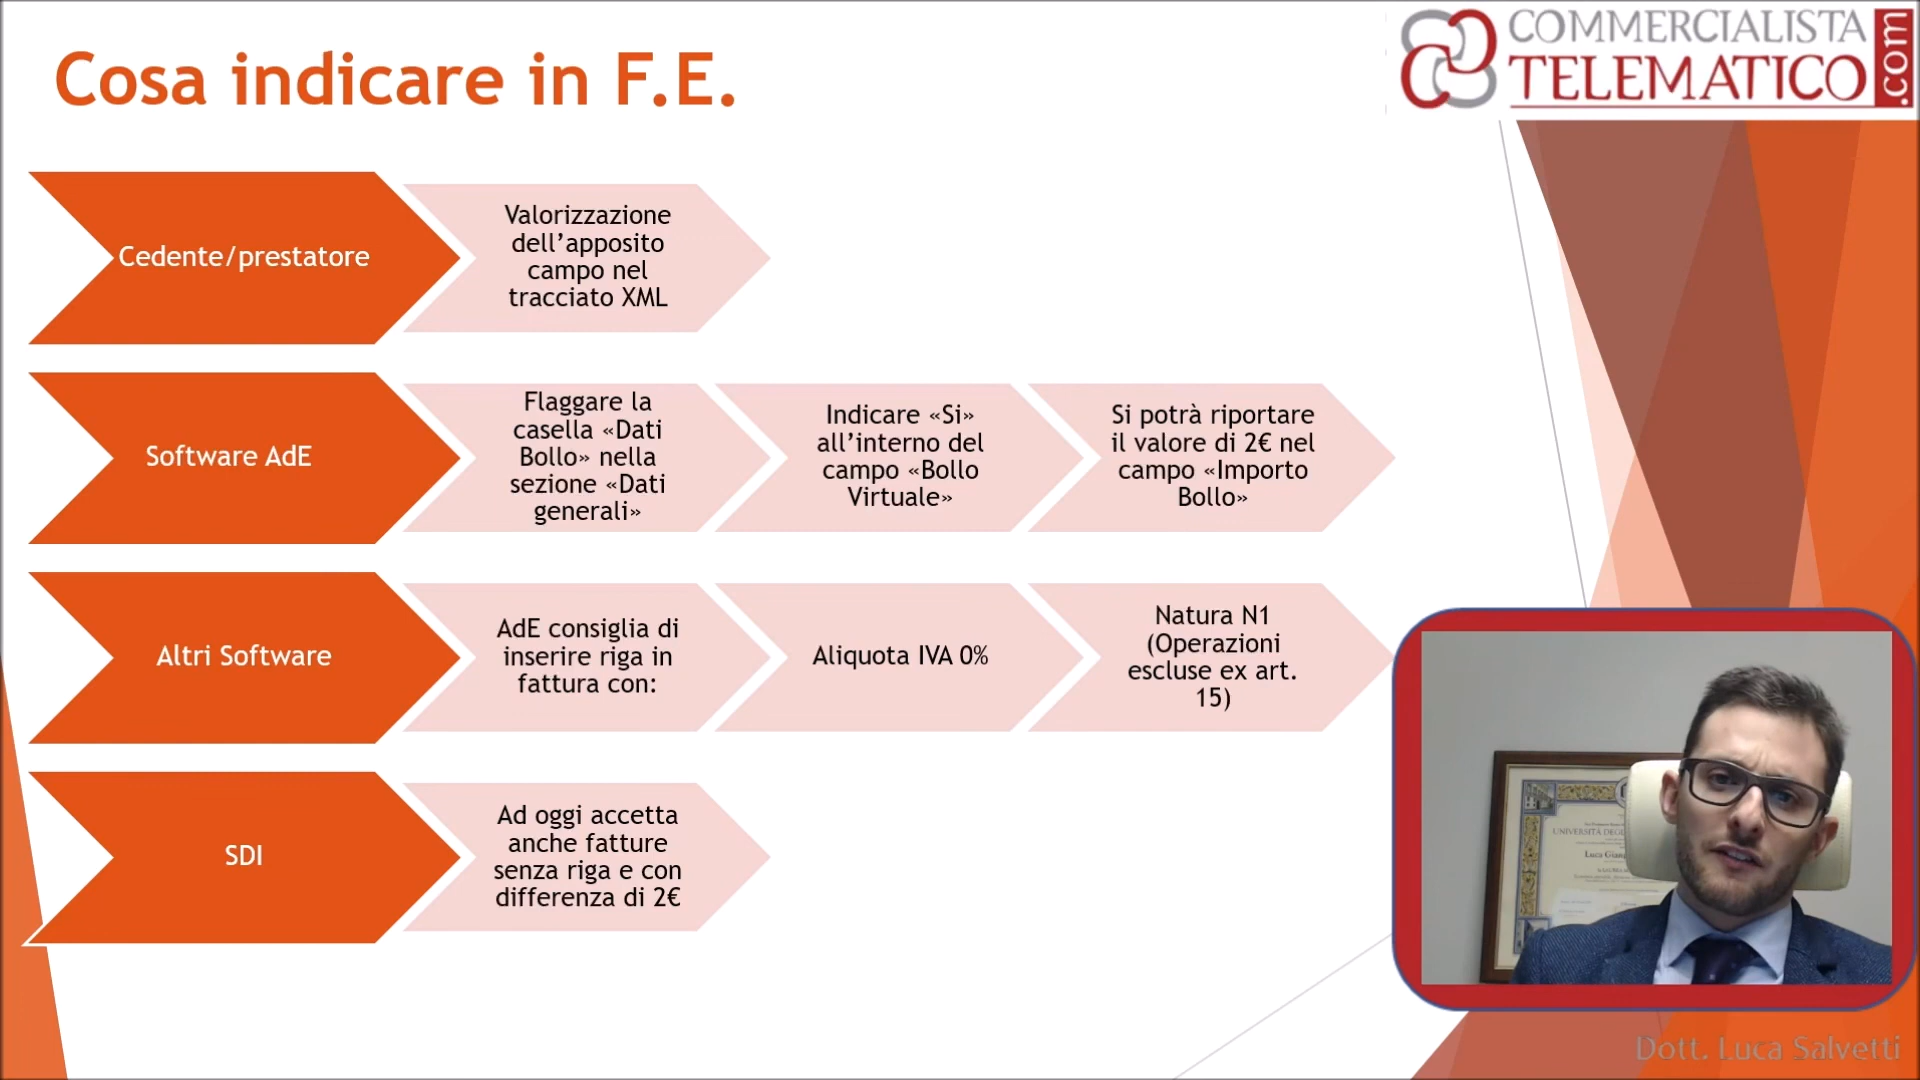 Cosa indicare in F.E.
COMMERCIALISTA
TELEMATICO
.com
Cedente/prestatore
Valorizzazione
dell’apposito
campo nel
tracciato XML
Software AdE
Flaggare la
casella «Dati
Bollo» nella
sezione «Dati
generali»
Indicare «Si»
all’interno del
campo «Bollo
Virtuale»
Si potrà riportare
il valore di 2€ nel
campo «Importo
Bollo»
Altri Software
AdE consiglia di
inserire riga in
fattura con:
Aliquota IVA 0%
Natura N1
(Operazioni
escluse ex art.
15)
SDI
Ad oggi accetta
anche fatture
senza riga e con
differenza di 2€
UNIVERSITÀ
Luca
Dott. Luca Salvetti